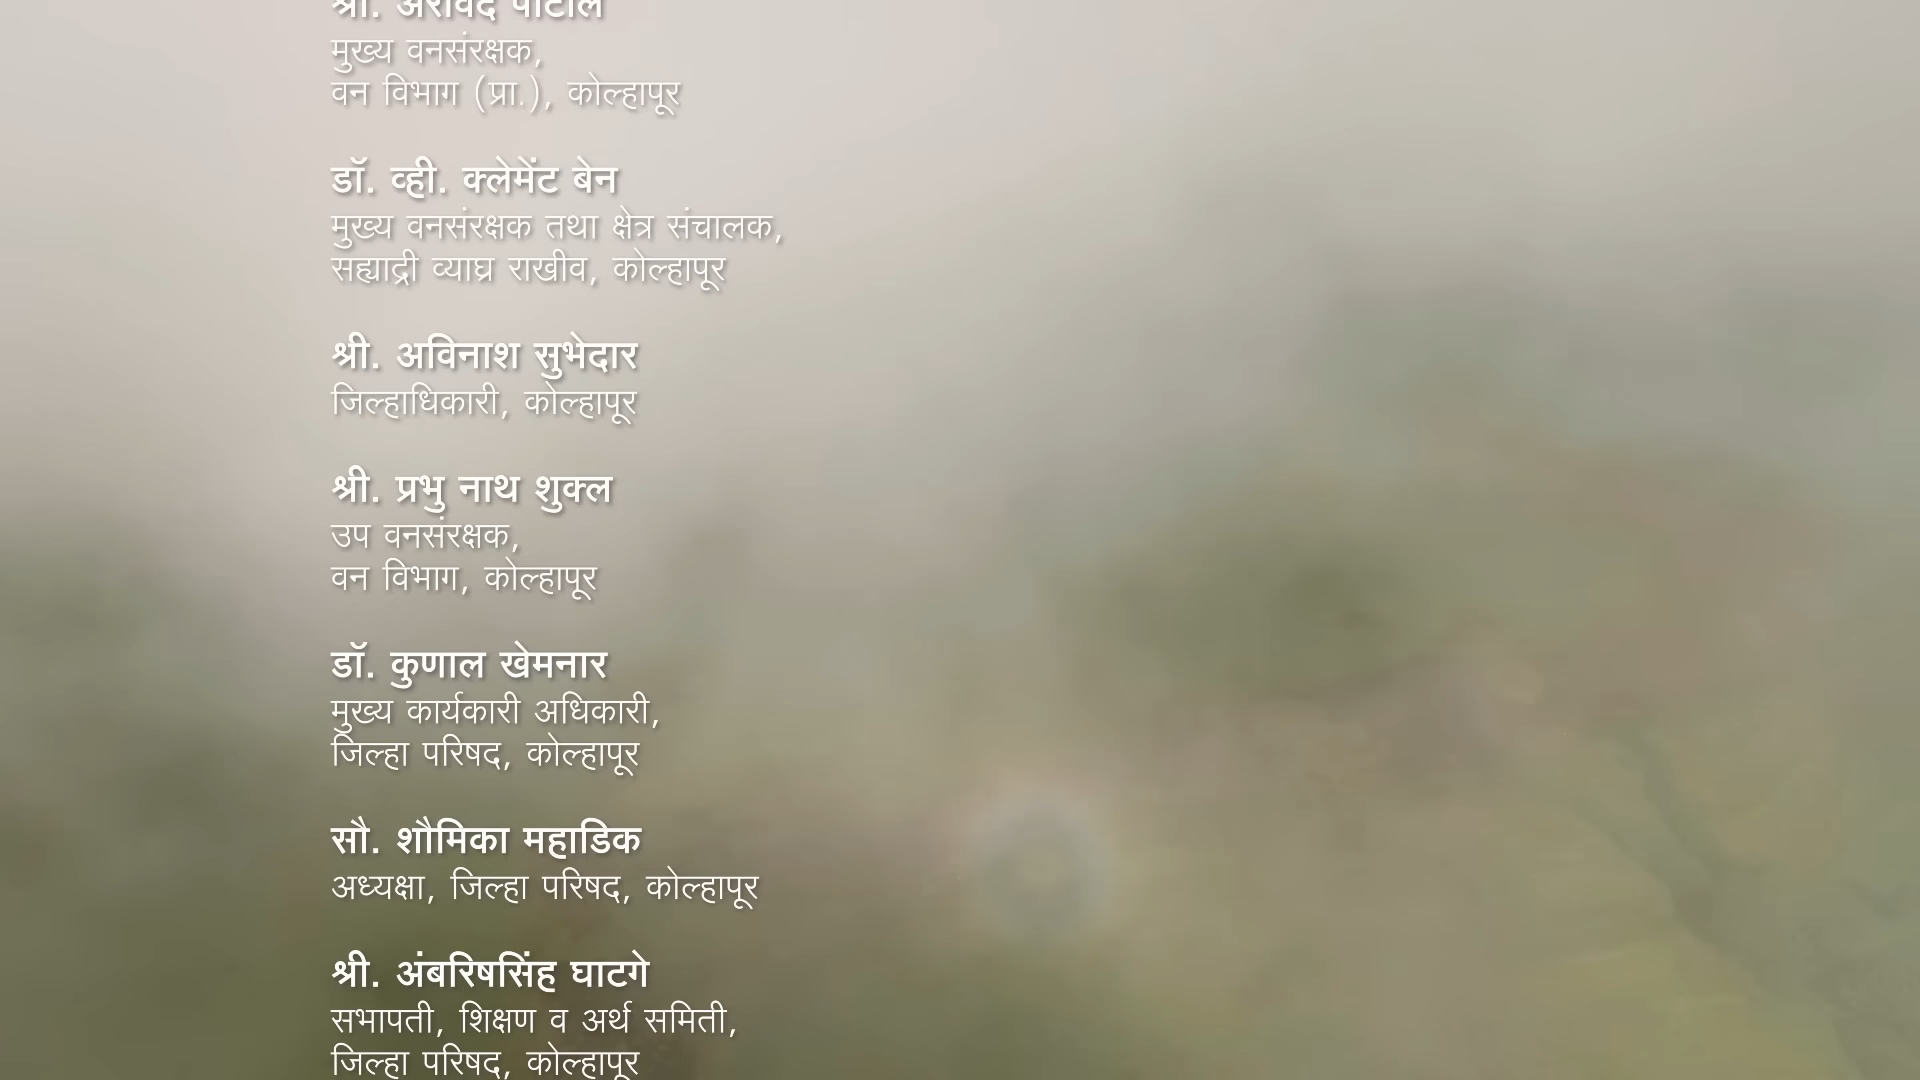 श्री. अरविंद पाटील
मुख्य वनसंरक्षक,
वन विभाग (प्रा.), कोल्हापूर
डॉ. व्ही. क्लेमेंट बेन
मुख्य वनसंरक्षक तथा क्षेत्र संचालक,
सह्याद्री व्याघ्र राखीव, कोल्हापूर
श्री. अविनाश सुभेदार
जिल्हाधिकारी, कोल्हापूर
श्री. प्रभु नाथ शुक्ल
उप वनसंरक्षक,
वन विभाग, कोल्हापूर
डॉ. कुणाल खेमनार
मुख्य कार्यकारी अधिकारी,
जिल्हा परिषद, कोल्हापूर
सौ. शौमिका महाडिक
अध्यक्षा, जिल्हा परिषद, कोल्हापूर
श्री. अंबरिषसिंह घाटगे
सभापती, शिक्षण व अर्थ समिती,
जिल्हा परिषद, कोल्हापूर